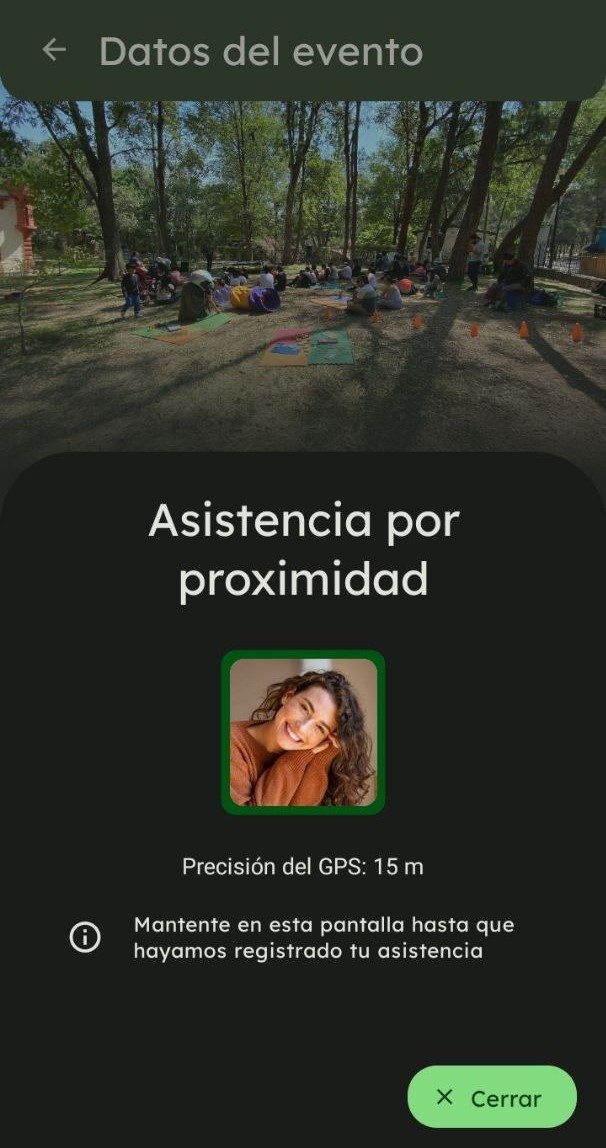 Datos del evento
Asistencia por
proximidad
Precisión del GPS: 15 m
Mantente en esta pantalla hasta que
hayamos registrado tu asistencia
Cerrar